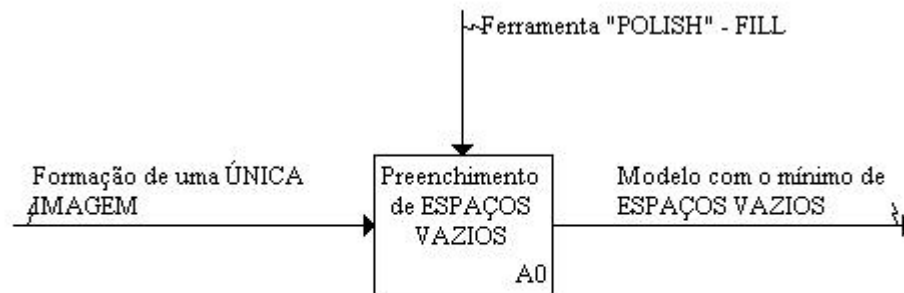 Ferramenta "POLISH" - FILL
Formação de uma ÚNICA
IMAGEM
Preenchimento
de ESPAÇOS
VAZIOS
A0
Modelo com o mínimo de
ESPAÇOS VAZIOS